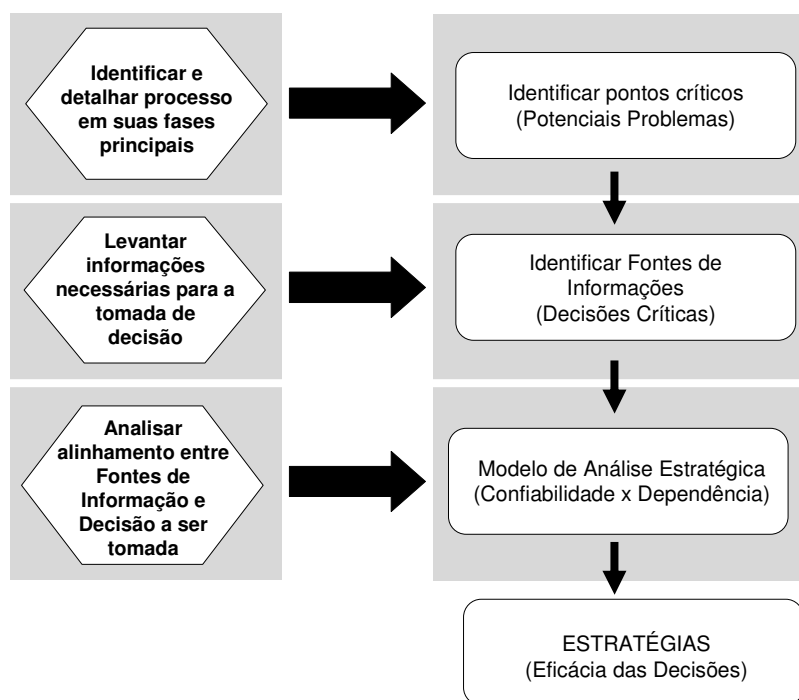 Identificar e
detalhar processo
em suas fases
principais
Identificar pontos críticos
(Potenciais Problemas)
Levantar
informações
necessárias para a
tomada de
decisão
Identificar Fontes de
Informações
(Decisões Críticas)
Analisar
alinhamento entre
Fontes de
Informação e
Decisão a ser
tomada
Modelo de Análise Estratégica
(Confiabilidade x Dependência)
ESTRATÉGIAS
(Eficácia das Decisões)